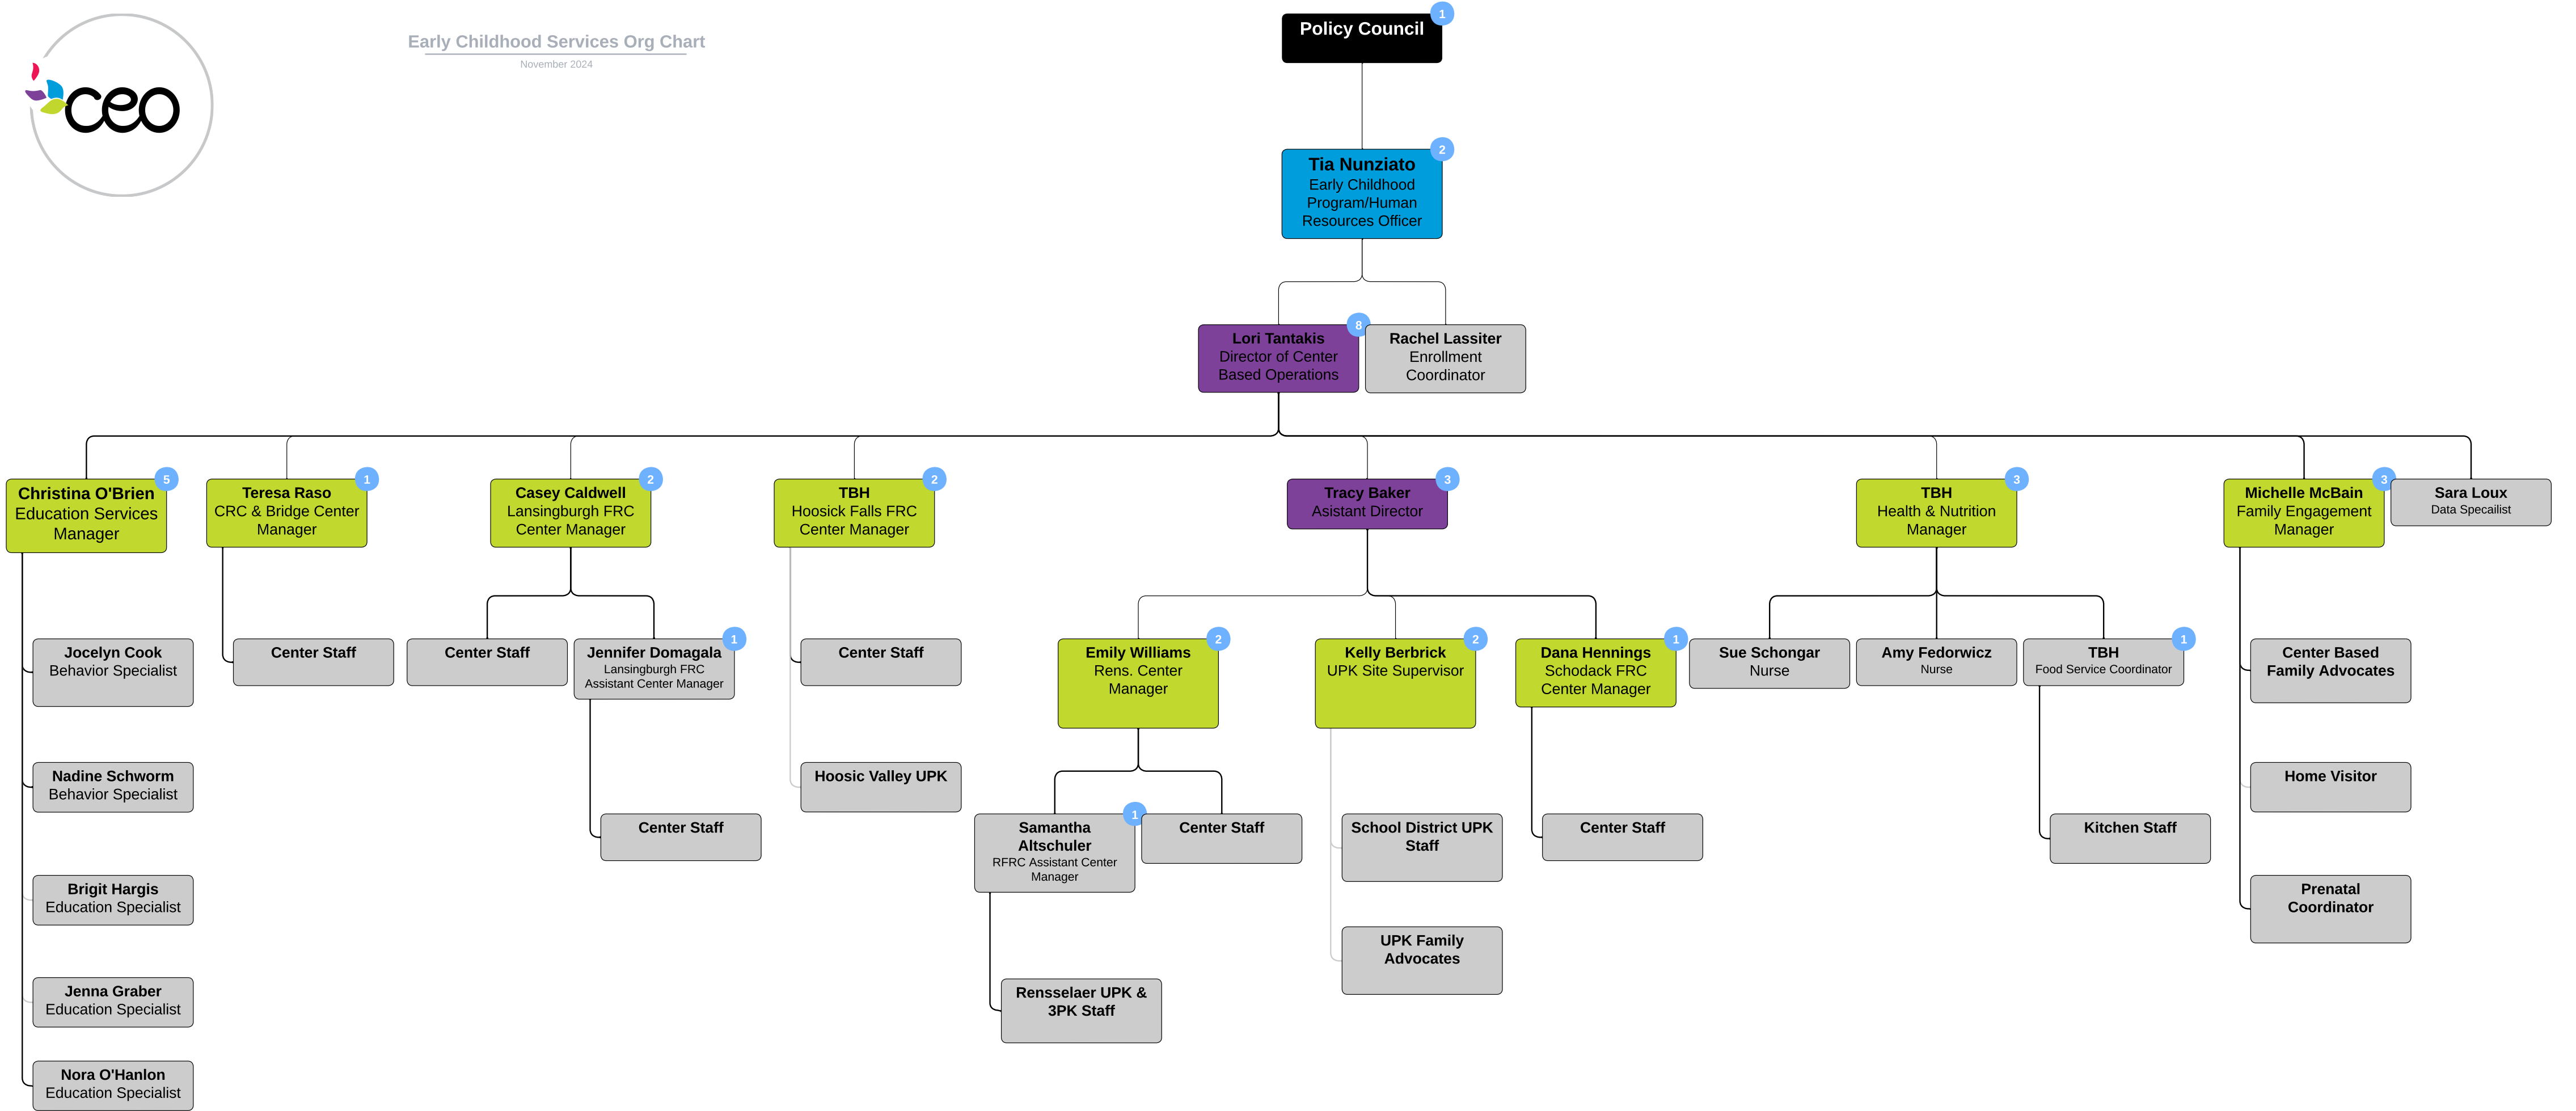 ceo
Early Childhood Services Org Chart
November 2024
1
Policy Council
2
Tia Nunziato
Early Childhood
Program/Human
Resources Officer
8
Lori Tantakis
Director of Center
Based Operations
Rachel Lassiter
Enrollment
Coordinator
5
Christina O'Brien
Education Services
Manager
1
Teresa Raso
CRC & Bridge Center
Manager
2
Casey Caldwell
Lansingburgh FRC
Center Manager
2
TBH
Hoosick Falls FRC
Center Manager
3
Tracy Baker
Asistant Director
3
TBH
Health & Nutrition
Manager
3
Michelle McBain
Family Engagement
Manager
Sara Loux
Data Specailist
Jocelyn Cook
Behavior Specialist
Nadine Schworm
Behavior Specialist
Brigit Hargis
Education Specialist
Jenna Graber
Education Specialist
Nora O'Hanlon
Education Specialist
Center Staff
Center Staff
1
Jennifer Domagala
Lansingburgh FRC
Assistant Center Manager
Center Staff
Center Staff
Hoosic Valley UPK
2
Emily Williams
Rens. Center
Manager
1
Samantha
Altschuler
RFRC Assistant Center
Manager
Center Staff
Rensselaer UPK &
3PK Staff
2
Kelly Berbrick
UPK Site Supervisor
School District UPK
Staff
UPK Family
Advocates
1
Dana Hennings
Schodack FRC
Center Manager
Center Staff
Sue Schongar
Nurse
Amy Fedorwicz
Nurse
1
TBH
Food Service Coordinator
Kitchen Staff
Center Based
Family Advocates
Home Visitor
Prenatal
Coordinator